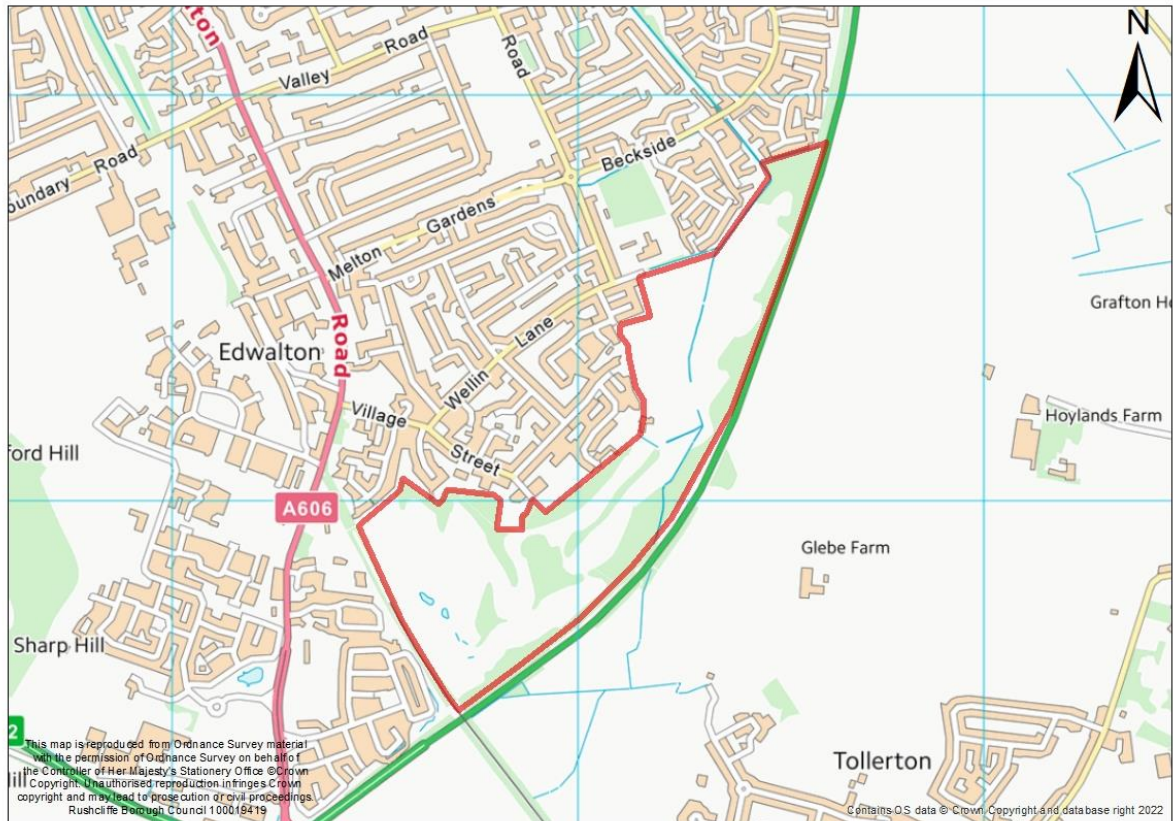 N
Road
Valley
Road
Road
Beckside
Gardens
Melton
Road
Edwalton
Lane
Wellin
Village
Street
A606
Grafton
Hoylands Farm
Glebe Farm
Sharp Hill
Hill
2
Tollerton
This map is reproduced from Ordnance Survey material
with the permission of Ordnance Survey on behalf of
the Controller of Her Majesty's Stationery Office © Crown
Copyright. Unauthorised reproduction infringes Crown
copyright and may lead to prosecution or civil proceedings.
Rushcliffe Borough Council 100019419
Contains OS data © Crown Copyright and database right 2022